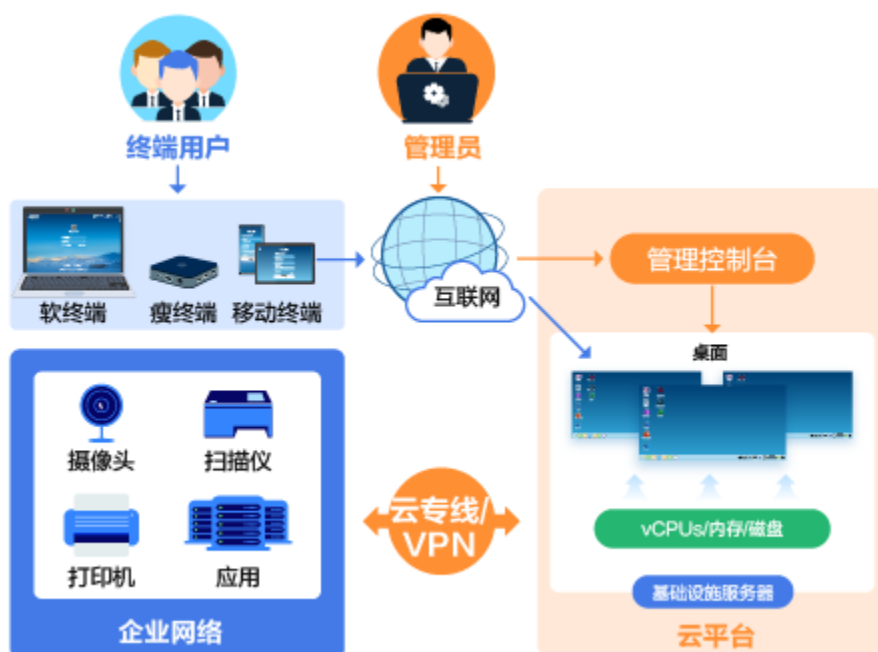 终端用户
管理员
软终端
瘦终端
移动终端
互联网
管理控制台
桌面
摄像头
扫描仪
打印机
应用
企业网络
云专线/
VPN
vCPUs/内存/磁盘
基础设施服务器
云平台